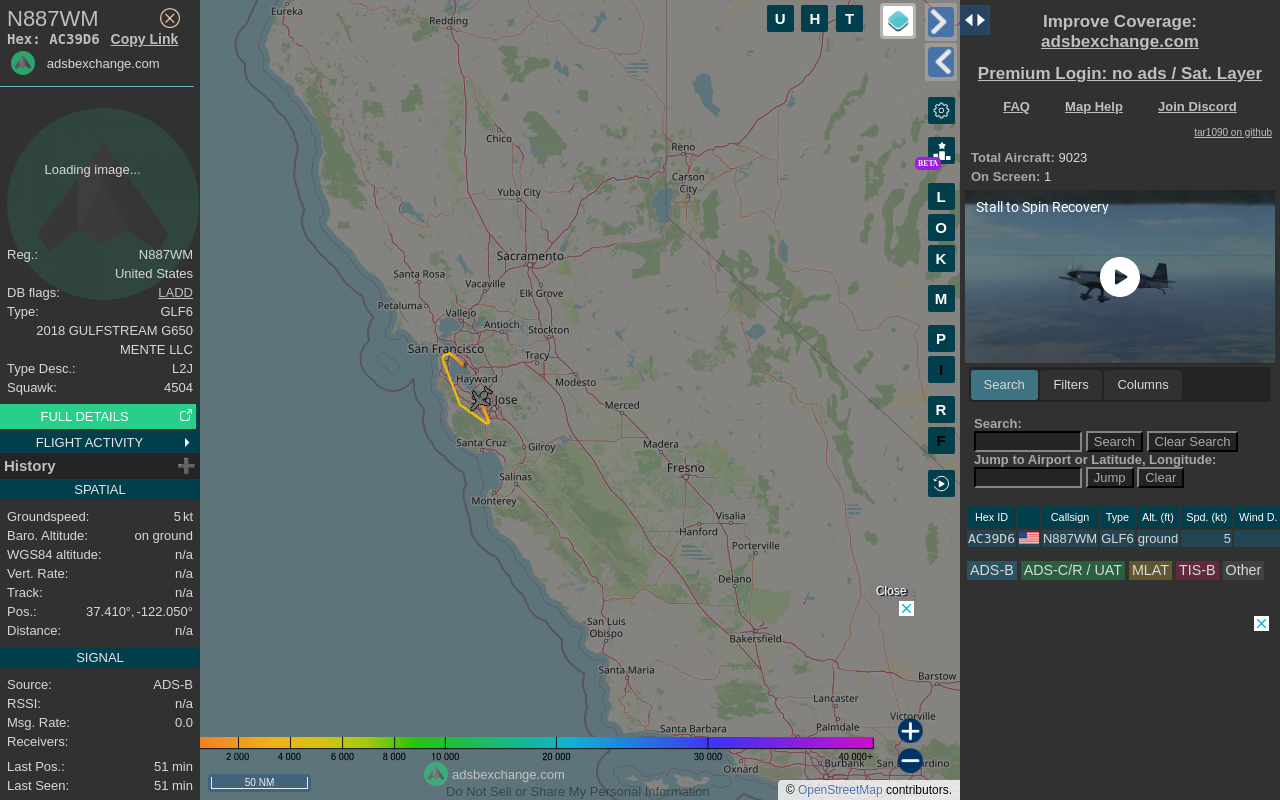 N887WM
Hex: AC39D6 Copy Link
adsbexchange.com
Loading image...
Reg.: N887WM
United States
DB flags: LADD
Type: GLF6
2018 GULFSTREAM G650
MENTE LLC
Type Desc.: L2J
Squawk: 4504
FULL DETAILS
FLIGHT ACTIVITY
History
SPATIAL
Groundspeed: 5 kt
Baro. Altitude: on ground
WGS84 altitude: n/a
Vert. Rate: n/a
Track: n/a
Pos.: 37.410°, -122.050°
Distance: n/a
SIGNAL
Source: ADS-B
RSSI: n/a
Msg. Rate: 0.0
Receivers:
Last Pos.: 51 min
Last Seen: 51 min
Eureka
Redding
Chico
Reno
Carson
City
Yuba City
Sacramento
Santa Rosa
Vacaville
Elk Grove
Petaluma
Vallejo
Antioch
Stockton
San Francisco
Tracy
Hayward
Modesto
Jose
Merced
Santa Cruz
Gilroy
Madera
Salinas
Fresno
Monterey
Visalia
Hanford
Porterville
Delano
San Luis
Obispo
Bakersfield
Santa Maria
Barstow
Lancaster
Victorville
Santa Barbara
Palmdale
Oxnard
Burbank
U H T
BETA
L
O
K
M
P
I
R
F
Close
2 000 4 000 6 000 8 000 10 000 20 000 30 000 40 000+
50 NM
adsbexchange.com
Do Not Sell or Share My Personal Information
© OpenStreetMap contributors.
Improve Coverage:
adsbexchange.com
Premium Login: no ads / Sat. Layer
FAQ Map Help Join Discord
tar1090 on github
Total Aircraft: 9023
On Screen: 1
Stall to Spin Recovery
Search Filters Columns
Search:
Search Clear Search
Jump to Airport or Latitude, Longitude:
Jump Clear
Hex ID Callsign Type Alt. (ft) Spd. (kt) Wind D.
AC39D6 N887WM GLF6 ground 5
ADS-B ADS-C/R / UAT MLAT TIS-B Other